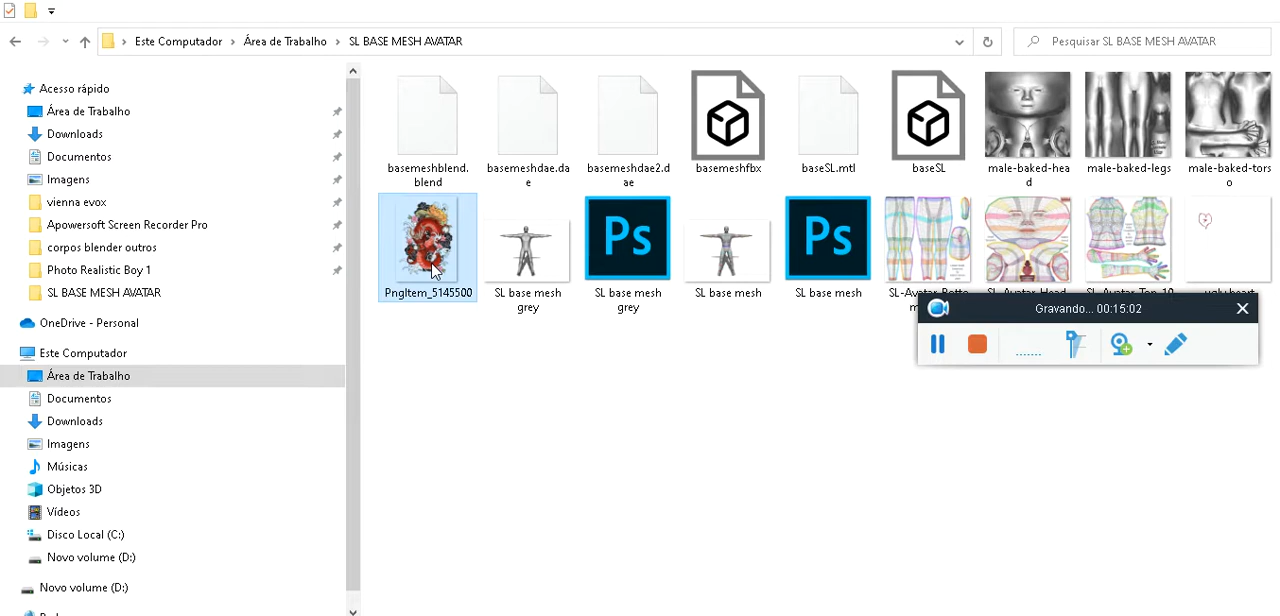 Este Computador > Área de Trabalho > SL BASE MESH AVATAR
Pesquisar SL BASE MESH AVATAR
Acesso rápido
Área de Trabalho
Downloads
Documentos
Imagens
vienna evox
Apowersoft Screen Recorder Pro
corpos blender outros
Photo Realistic Boy 1
SL BASE MESH AVATAR
OneDrive - Personal
Este Computador
Área de Trabalho
Documentos
Downloads
Imagens
Músicas
Objetos 3D
Vídeos
Disco Local (C:)
Novo volume (D:)
Novo volume (D:)
basemeshblend.
blend
basemeshdae.da
e
basemeshdae2.d
ae
basemeshfbx
baseSL.mtl
baseSL
male-baked-hea
d
male-baked-legs
male-baked-tors
o
PngItem_5145500
SL base mesh
grey
Ps
SL base mesh
grey
SL base mesh
Ps
SL base mesh
Gravando... 00:15:02